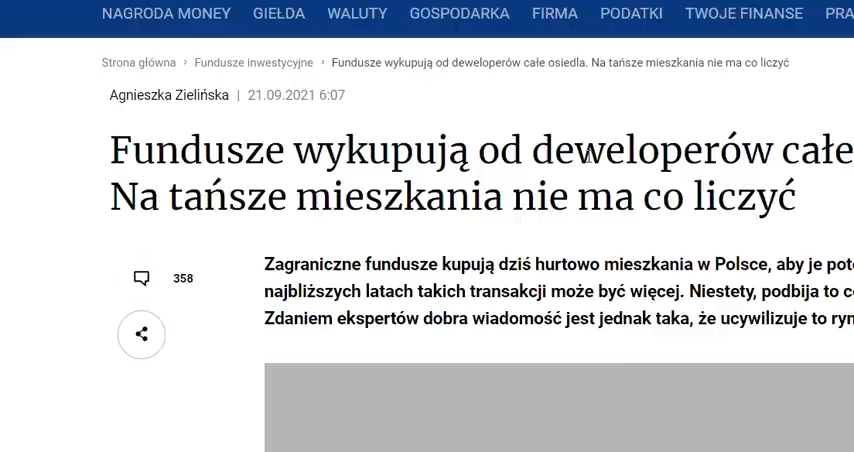 NAGRODA MONEY GIEŁDA WALUTY GOSPODARKA FIRMA PODATKI TWOJE FINANSE PRA
Strona główna › Fundusze inwestycyjne › Fundusze wykupują od deweloperów całe osiedla. Na tańsze mieszkania nie ma co liczyć
Agnieszka Zielińska | 21.09.2021 6:07
Fundusze wykupują od deweloperów całe
Na tańsze mieszkania nie ma co liczyć
Zagraniczne fundusze kupują dziś hurtowo mieszkania w Polsce, aby je pot
358
najbliższych latach takich transakcji może być więcej. Niestety, podbija to c
Zdaniem ekspertów dobra wiadomość jest jednak taka, że ucywilizuje to ryn